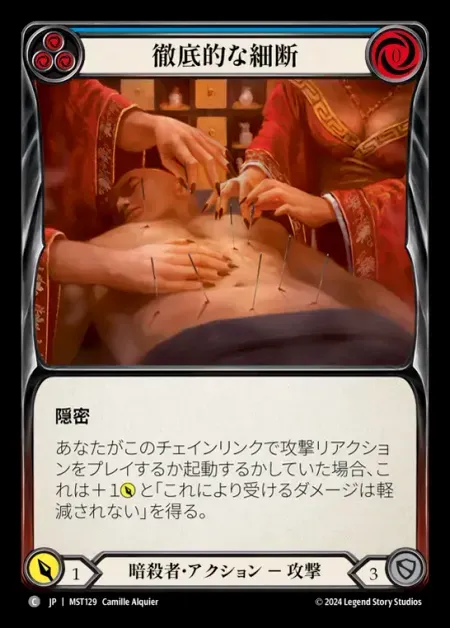 徹底的な細断
隠密
あなたがこのチェインリンクで攻撃リアクショ
ンをプレイするか起動するかしていた場合、こ
れは＋1と「これにより受けるダメージは軽
減されない」を得る。
1
暗殺者・アクション － 攻撃
3
C JP | MST129 Camille Alquier
© 2024 Legend Story Studios